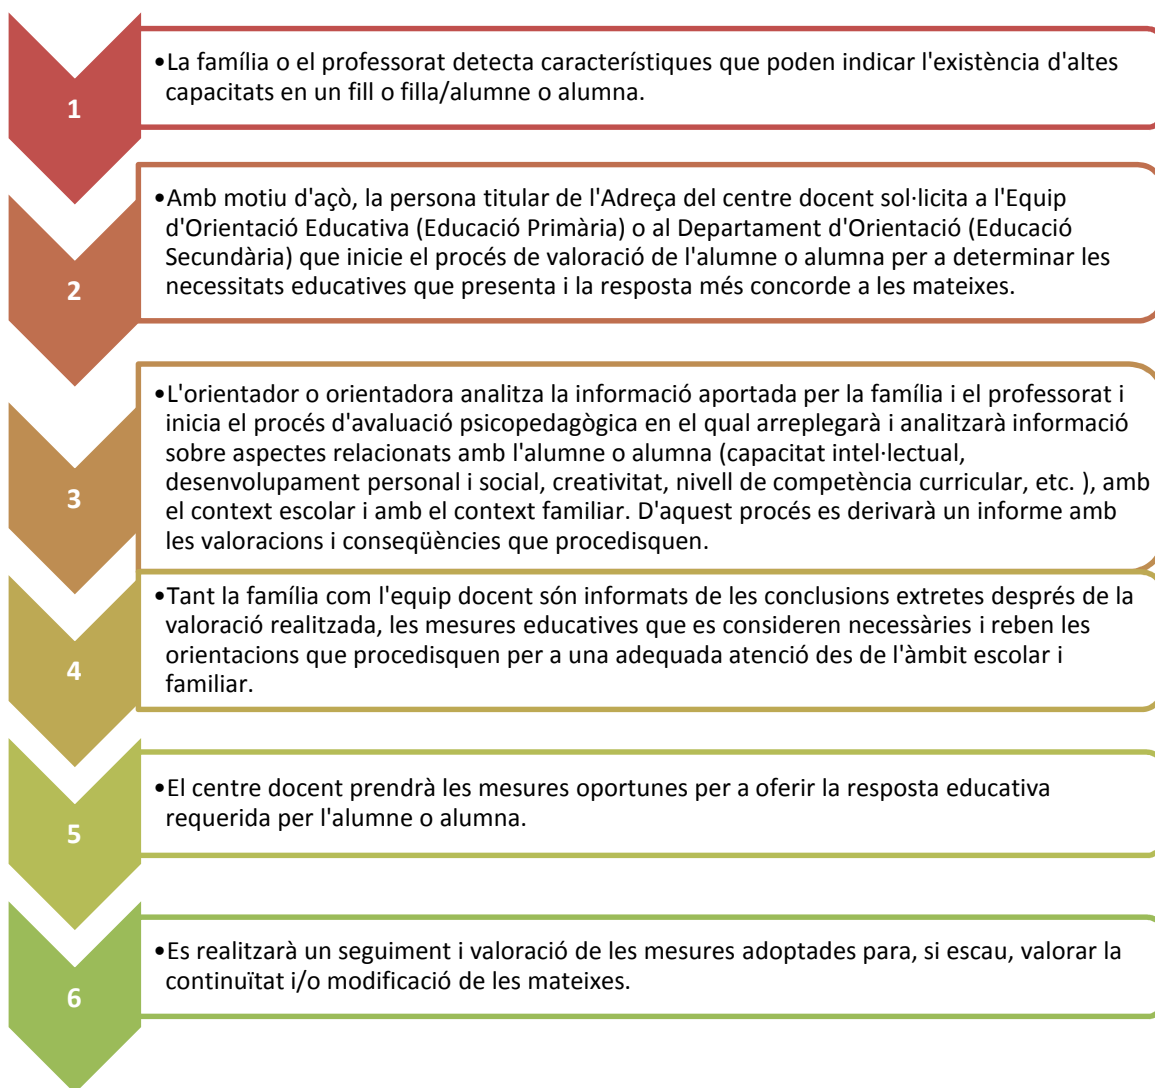 1
•La família o el professorat detecta característiques que poden indicar l'existència d'altes
capacitats en un fill o filla/alumne o alumna.
2
•Amb motiu d'açò, la persona titular de l'Adreça del centre docent sol·licita a l'Equip
d'Orientació Educativa (Educació Primària) o al Departament d'Orientació (Educació
Secundària) que inicie el procés de valoració de l'alumne o alumna per a determinar les
necessitats educatives que presenta i la resposta més concorde a les mateixes.
3
•L'orientador o orientadora analitza la informació aportada per la família i el professorat i
inicia el procés d'avaluació psicopedagògica en el qual arreplegarà i analitzarà informació
sobre aspectes relacionats amb l'alumne o alumna (capacitat intel·lectual,
desenvolupament personal i social, creativitat, nivell de competència curricular, etc. ), amb
el context escolar i amb el context familiar. D'aquest procés es derivarà un informe amb
les valoracions i conseqüències que procedisquen.
4
•Tant la família com l'equip docent són informats de les conclusions extretes després de la
valoració realitzada, les mesures educatives que es consideren necessàries i reben les
orientacions que procedisquen per a una adequada atenció des de l'àmbit escolar i
familiar.
5
•El centre docent prendrà les mesures oportunes per a oferir la resposta educativa
requerida per l'alumne o alumna.
6
•Es realitzarà un seguiment i valoració de les mesures adoptades para, si escau, valorar la
continuïtat i/o modificació de les mateixes.